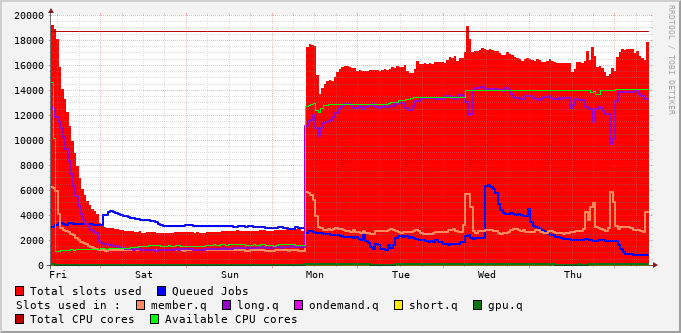 20000
18000
16000
14000
12000
10000
8000
6000
4000
2000
0
Fri Sat Sun Mon Tue Wed Thu
Total slots used Queued Jobs
Slots used in : member.q long.q ondemand.q short.q gpu.q
Total CPU cores Available CPU cores
RRDTOOL / TOBI OETIKER